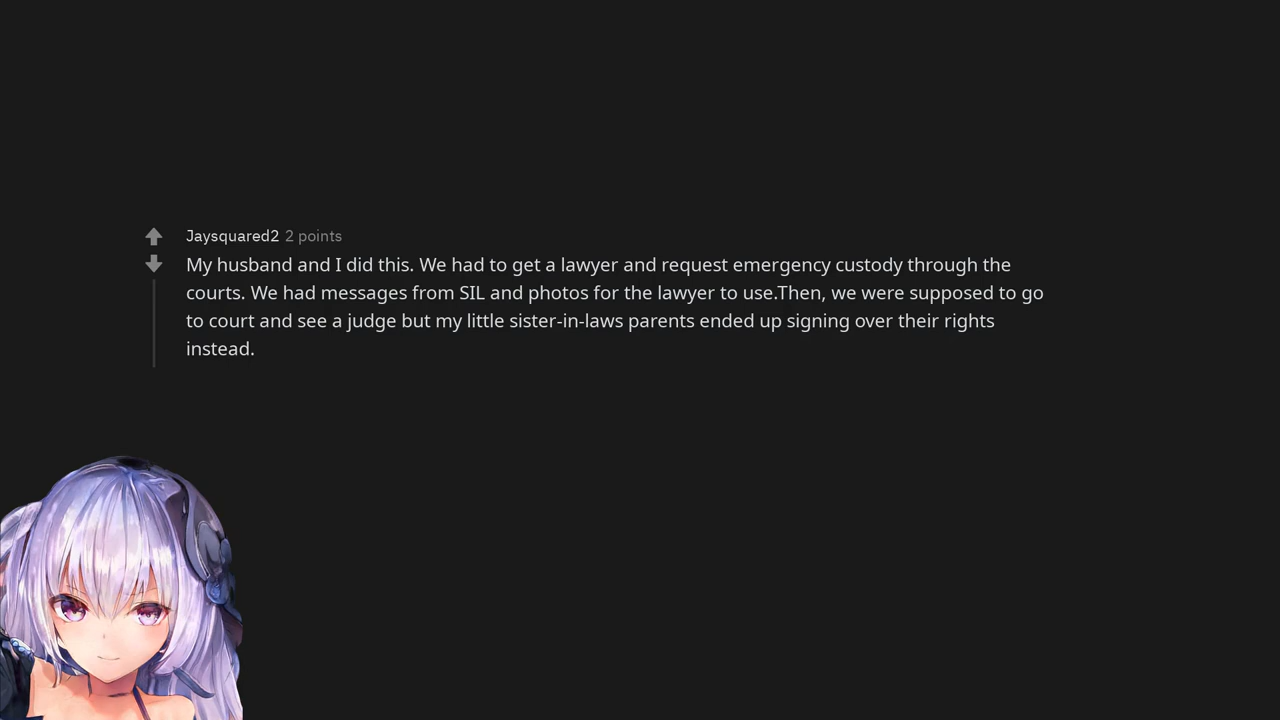 Jaysquared2 2 points
My husband and I did this. We had to get a lawyer and request emergency custody through the
courts. We had messages from SIL and photos for the lawyer to use.Then, we were supposed to go
to court and see a judge but my little sister-in-laws parents ended up signing over their rights
instead.